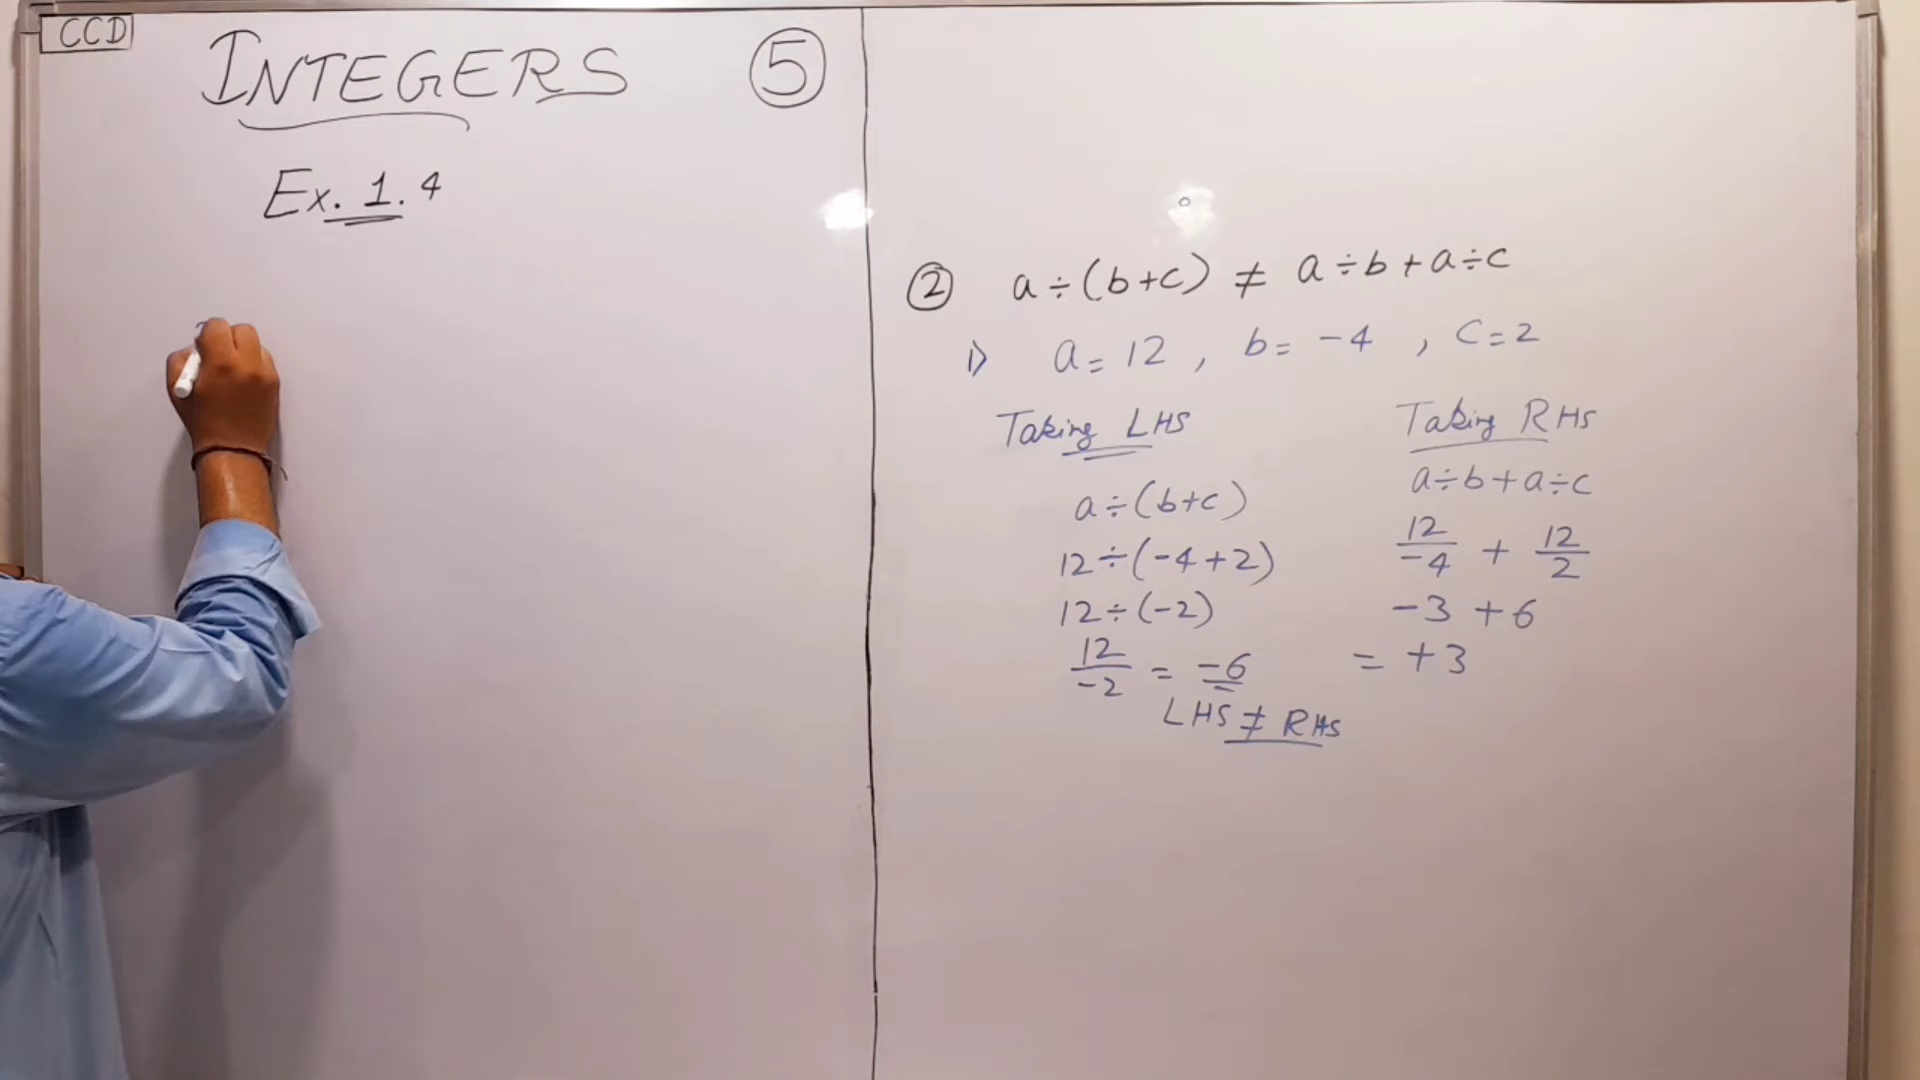 CCD
INTEGERS
5
Ex. 1.4
2 a÷(b+c) ≠ a÷b+a÷c
1) a=12, b=-4, c=2
Taking LHS
a÷(b+c)
12÷(-4+2)
12÷(-2)
12/-2 = -6
Taking RHS
a÷b+a÷c
12/-4 + 12/2
-3 +6
= +3
LHS ≠ RHS